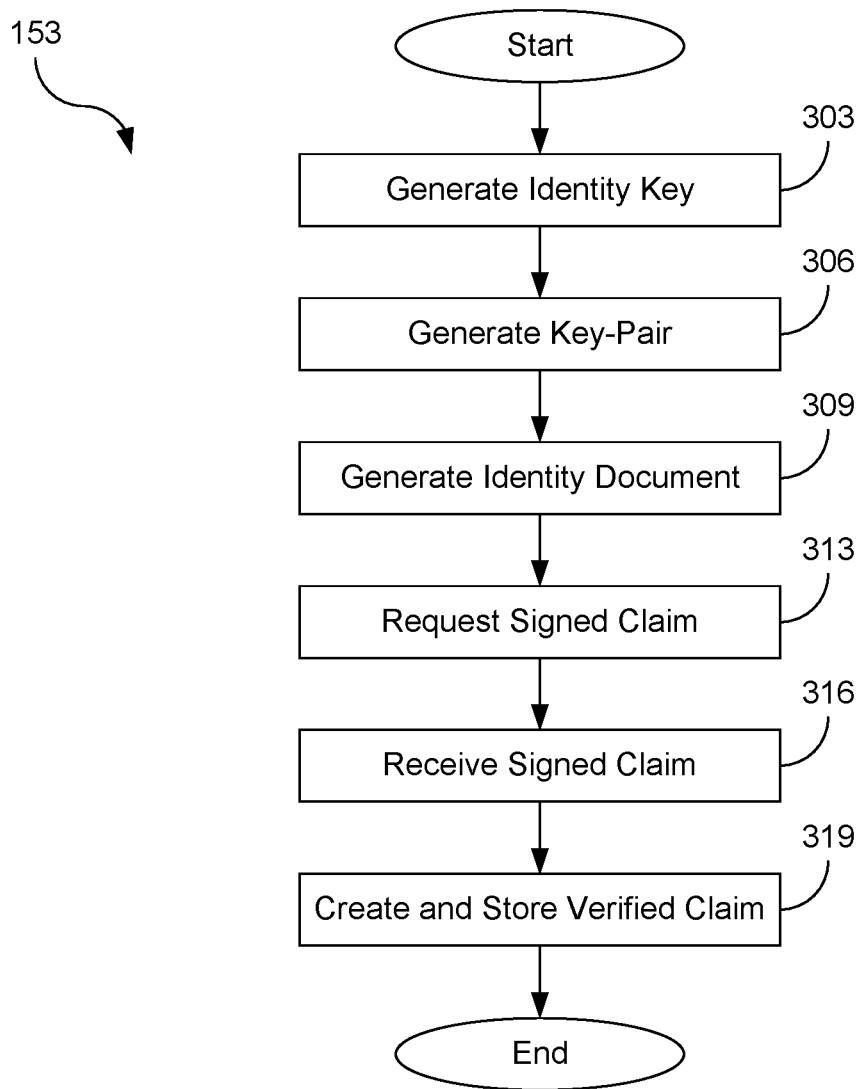 153
Start
303
Generate Identity Key
306
Generate Key-Pair
309
Generate Identity Document
313
Request Signed Claim
316
Receive Signed Claim
319
Create and Store Verified Claim
End